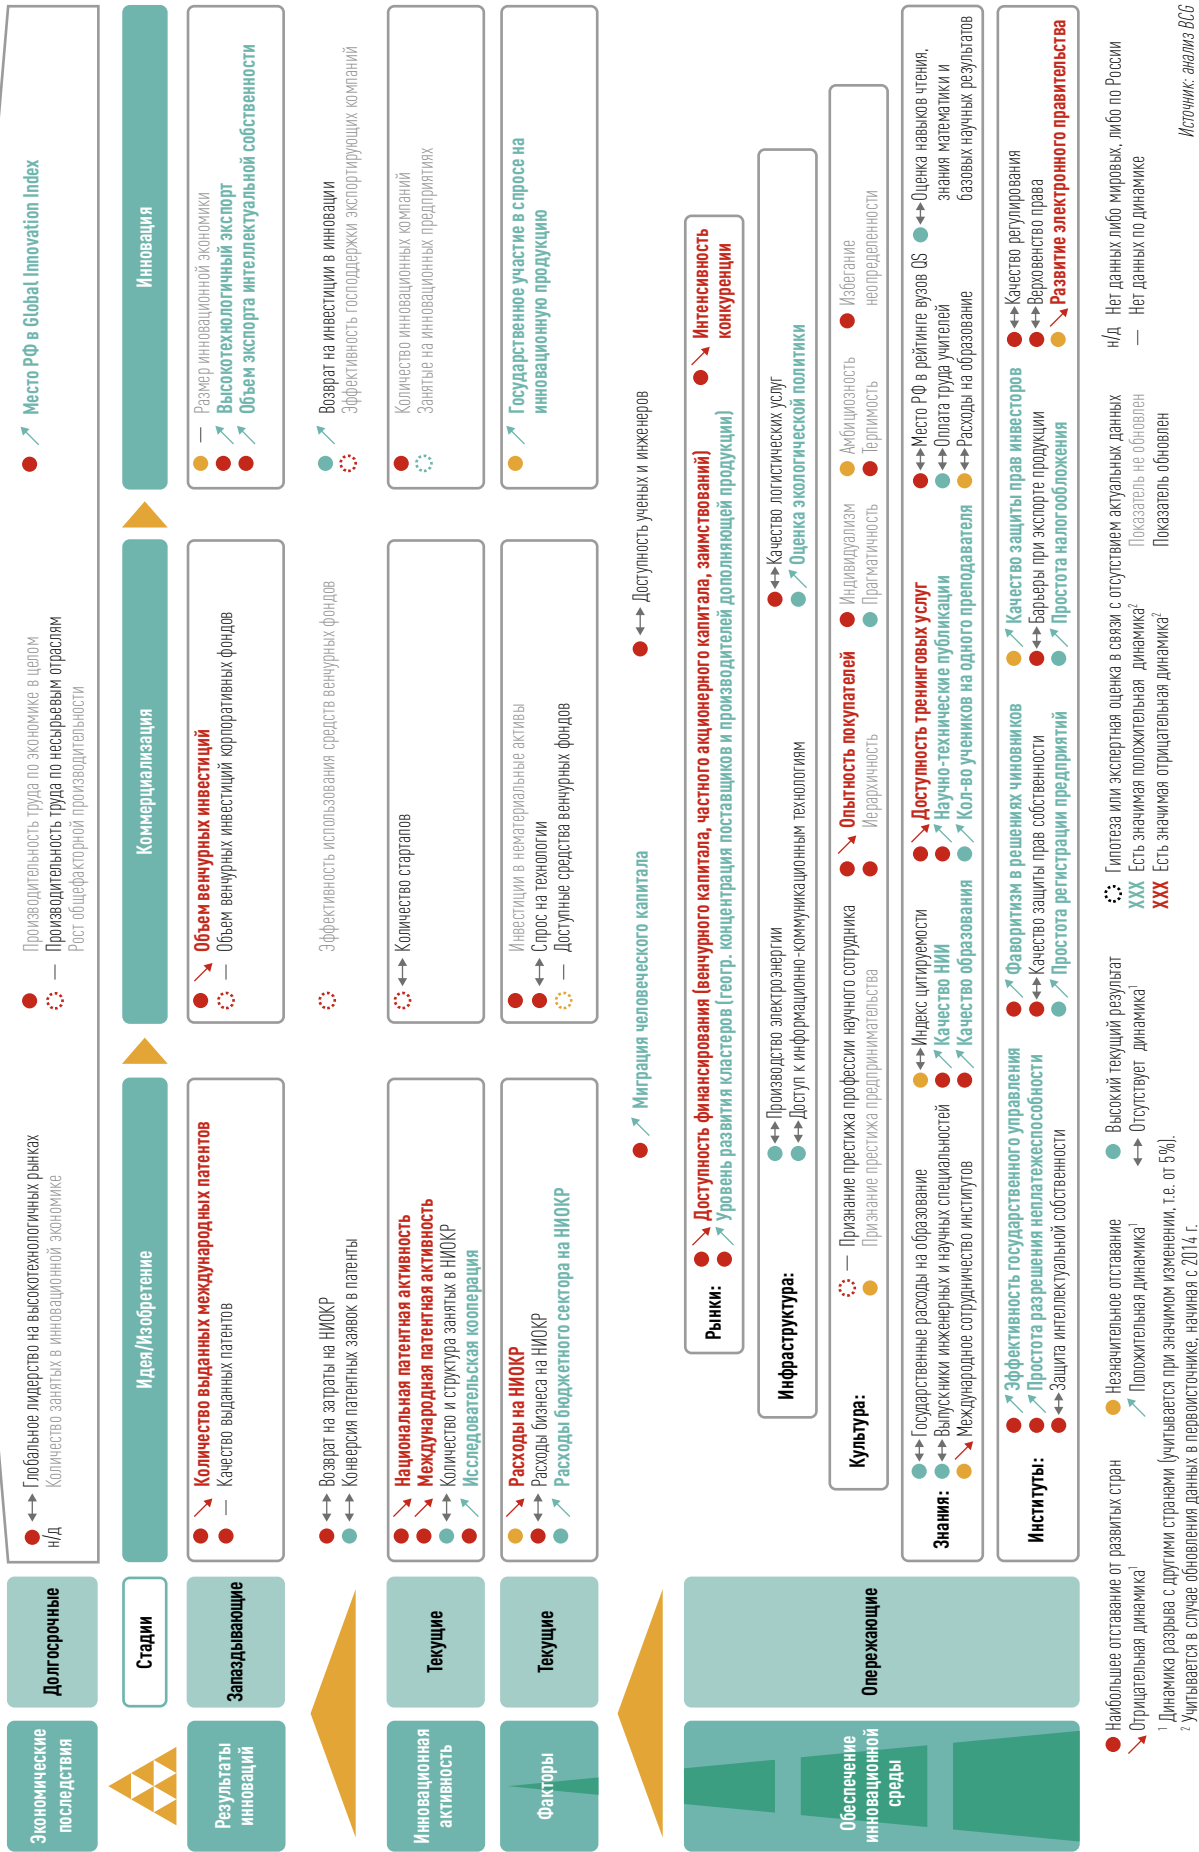 Экономические
последствия
Долгосрочные
Глобальное лидерство на высокотехнологичных рынках
н/д Количество занятых в инновационной экономике
Производительность труда по экономике в целом
— Производительность труда по несырьевым отраслям
Рост общефакторной производительности
Место РФ в Global Innovation Index
Стадии
Идея/Изобретение
Коммерциализация
Инновация
Результаты
инноваций
Запаздывающие
Количество выданных международных патентов
— Качество выданных патентов
Объем венчурных инвестиций
— Объем венчурных инвестиций корпоративных фондов
— Размер инновационной экономики
Высокотехнологичный экспорт
Объем экспорта интеллектуальной собственности
Возврат на затраты на НИОКР
Конверсия патентных заявок в патенты
Эффективность использования средств венчурных фондов
Возврат на инвестиции в инновации
Эффективность господдержки экспортирующих компаний
Инновационная
активность
Текущие
Национальная патентная активность
Международная патентная активность
Количество и структура занятых в НИОКР
Исследовательская кооперация
Количество стартапов
Количество инновационных компаний
Занятые на инновационных предприятиях
Факторы
Текущие
Расходы на НИОКР
Расходы бизнеса на НИОКР
Расходы бюджетного сектора на НИОКР
Инвестиции в нематериальные активы
Спрос на технологии
— Доступные средства венчурных фондов
Государственное участие в спросе на
инновационную продукцию
Миграция человеческого капитала
Доступность ученых и инженеров
Обеспечение
инновационной
среды
Опережающие
Рынки:
Доступность финансирования (венчурного капитала, частного акционерного капитала, заимствований)
Уровень развития кластеров (геогр. концентрация поставщиков и производителей дополняющей продукции)
Интенсивность
конкуренции
Инфраструктура:
Производство электроэнергии
Доступ к информационно-коммуникационным технологиям
Качество логистических услуг
Оценка экологической политики
Культура:
— Признание престижа профессии научного сотрудника
Признание престижа предпринимательства
Опытность покупателей
Иерархичность
Индивидуализм
Прагматичность
Амбициозность
Терпимость
Избегание
неопределенности
Знания:
Государственные расходы на образование
Выпускники инженерных и научных специальностей
Международное сотрудничество институтов
Индекс цитируемости
Качество НИИ
Качество образования
Доступность тренинговых услуг
Научно-технические публикации
Кол-во учеников на одного преподавателя
Место РФ в рейтинге вузов QS
Оплата труда учителей
Расходы на образование
Оценка навыков чтения,
знания математики и
базовых научных результатов
Институты:
Эффективность государственного управления
Простота разрешения неплатежеспособности
Защита интеллектуальной собственности
Фаворитизм в решениях чиновников
Качество защиты прав собственности
Простота регистрации предприятий
Качество защиты прав инвесторов
Барьеры при экспорте продукции
Простота налогообложения
Качество регулирования
Верховенство права
Развитие электронного правительства
Наибольшее отставание от развитых стран
Отрицательная динамика¹
Незначительное отставание
Положительная динамика¹
Высокий текущий результат
Отсутствует динамика¹
Гипотеза или экспертная оценка в связи с отсутствием актуальных данных
XXX Есть значимая положительная динамика²
XXX Есть значимая отрицательная динамика²
Показатель не обновлен
Показатель обновлен
н/д Нет данных либо мировых, либо по России
— Нет данных по динамике
¹ Динамика разрыва с другими странами (учитывается при значимом изменении, т.е. от 5%).
² Учитывается в случае обновления данных в первоисточнике, начиная с 2014 г.
Источник: анализ BCG